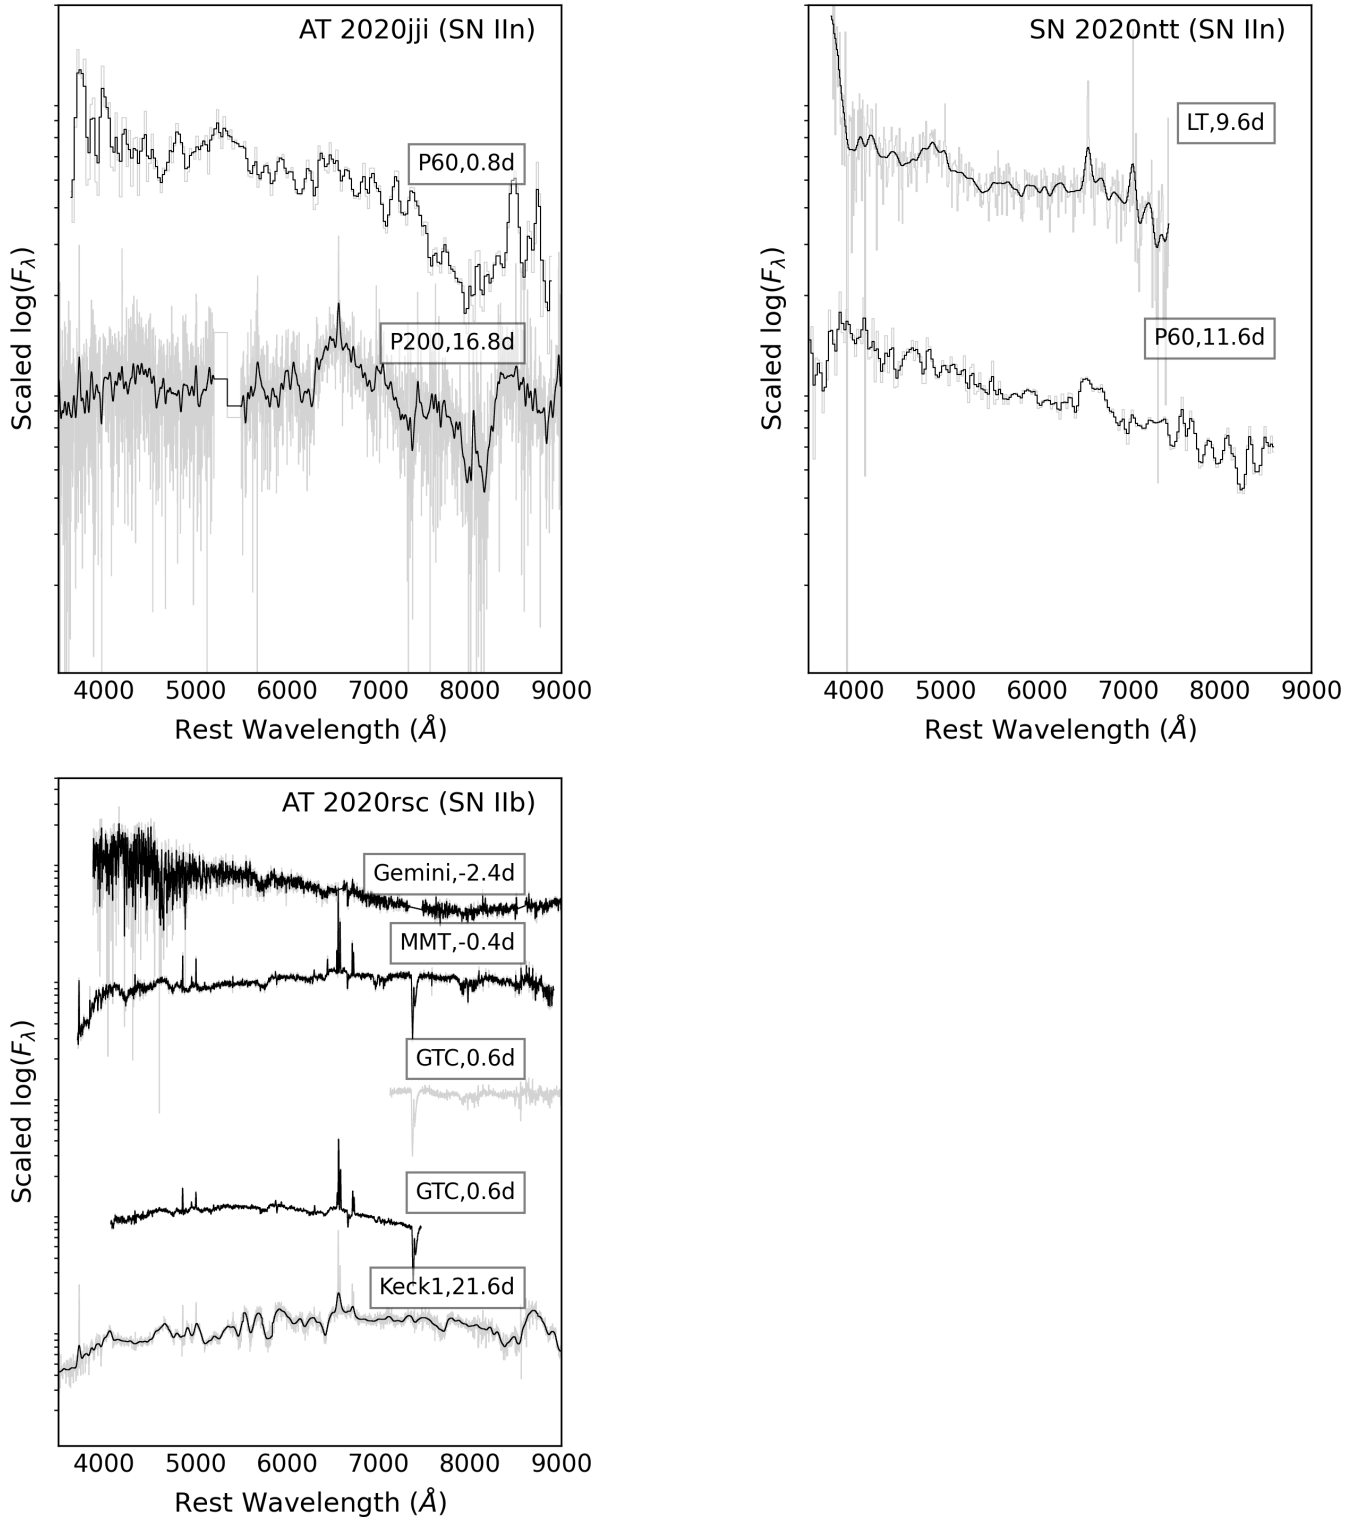 AT 2020jji (SN IIn)
P60,0.8d
P200,16.8d
Scaled log(Fλ)
4000 5000 6000 7000 8000 9000
Rest Wavelength (Å)
SN 2020ntt (SN IIn)
LT,9.6d
P60,11.6d
Scaled log(Fλ)
4000 5000 6000 7000 8000 9000
Rest Wavelength (Å)
AT 2020rsc (SN IIb)
Gemini,-2.4d
MMT,-0.4d
GTC,0.6d
GTC,0.6d
Keck1,21.6d
Scaled log(Fλ)
4000 5000 6000 7000 8000 9000
Rest Wavelength (Å)